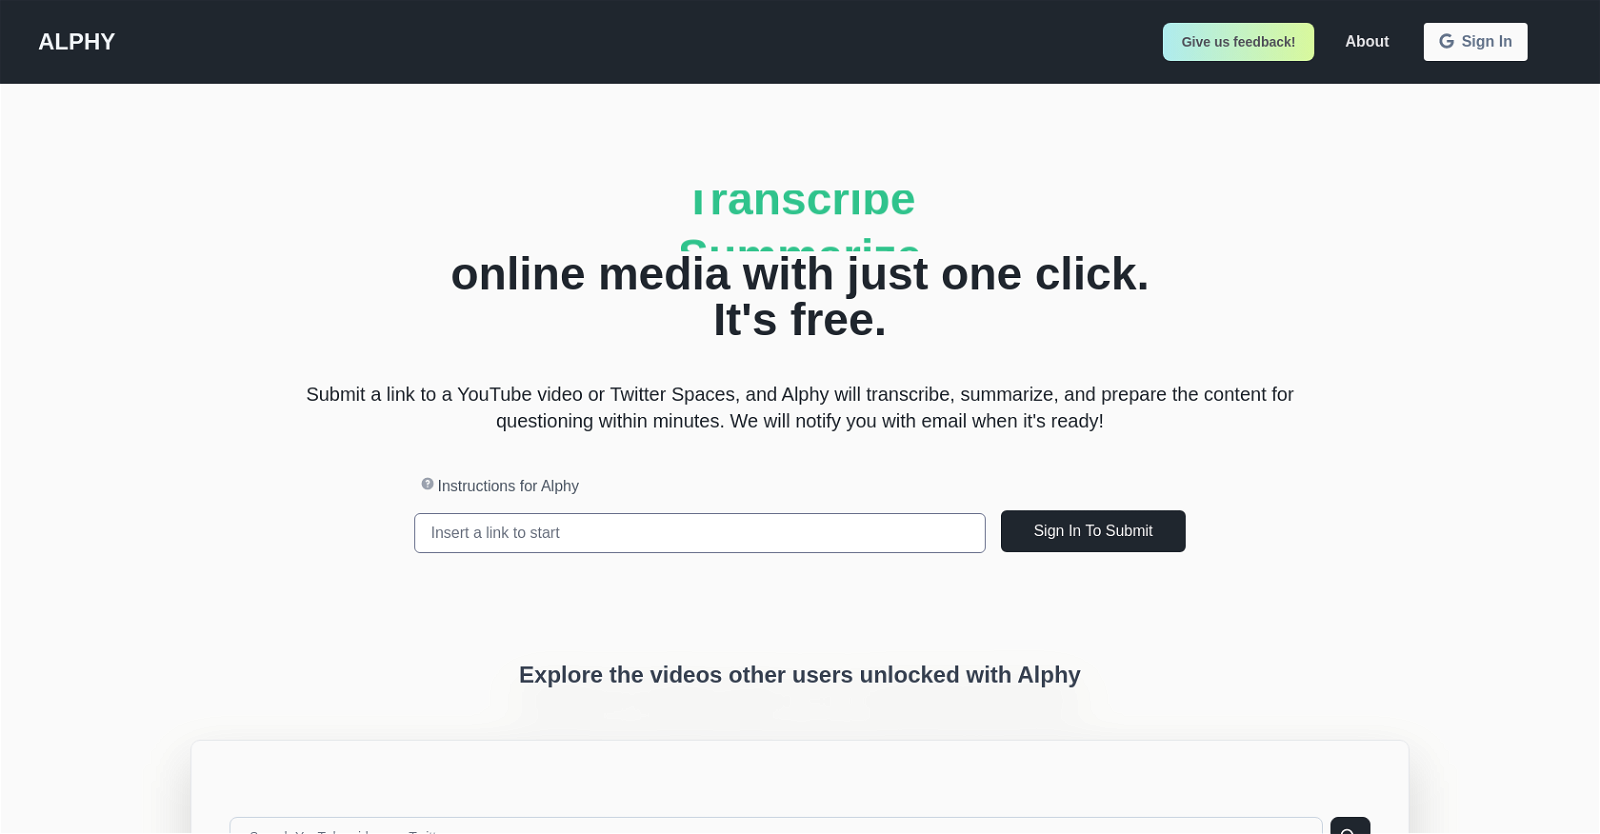 ALPHY
Give us feedback!
About
Sign In
Transcribe
Summarize
online media with just one click.
It's free.
Submit a link to a YouTube video or Twitter Spaces, and Alphy will transcribe, summarize, and prepare the content for
questioning within minutes. We will notify you with email when it's ready!
Instructions for Alphy
Insert a link to start
Sign In To Submit
Explore the videos other users unlocked with Alphy